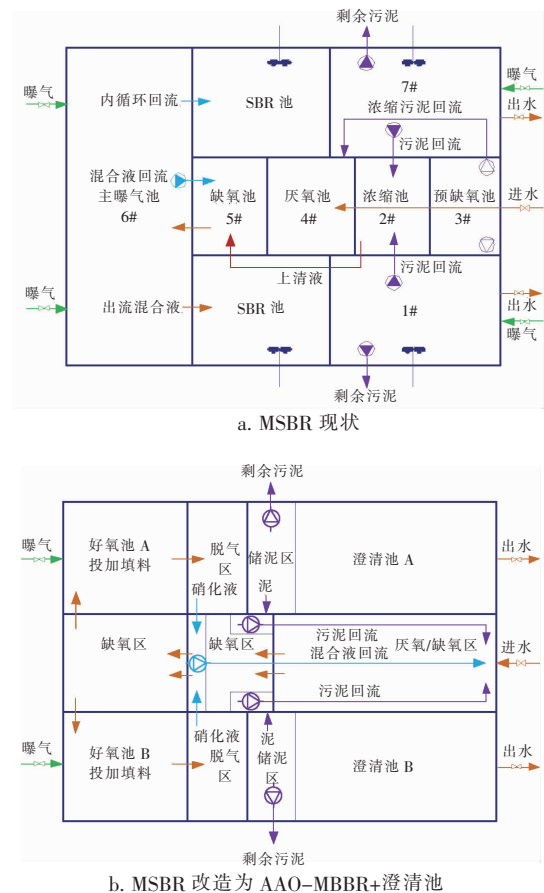 剩余污泥
曝气
内循环回流
SBR 池
7#
曝气
出水
浓缩污泥回流
污泥回流
混合液回流
主曝气池
6#
缺氧池
5#
厌氧池
4#
浓缩池
2#
预缺氧池
3#
进水
上清液
污泥回流
曝气
出流混合液
SBR 池
1#
出水
曝气
剩余污泥
a. MSBR 现状
剩余污泥
曝气
好氧池 A
投加填料
脱气
区
储泥区
澄清池 A
出水
硝化液
泥
缺氧区
缺氧区
污泥回流
混合液回流
厌氧/缺氧区
进水
污泥回流
曝气
好氧池 B
投加填料
硝化液
脱气
区
泥
储泥
区
澄清池 B
出水
剩余污泥
b. MSBR 改造为 AAO-MBBR+澄清池